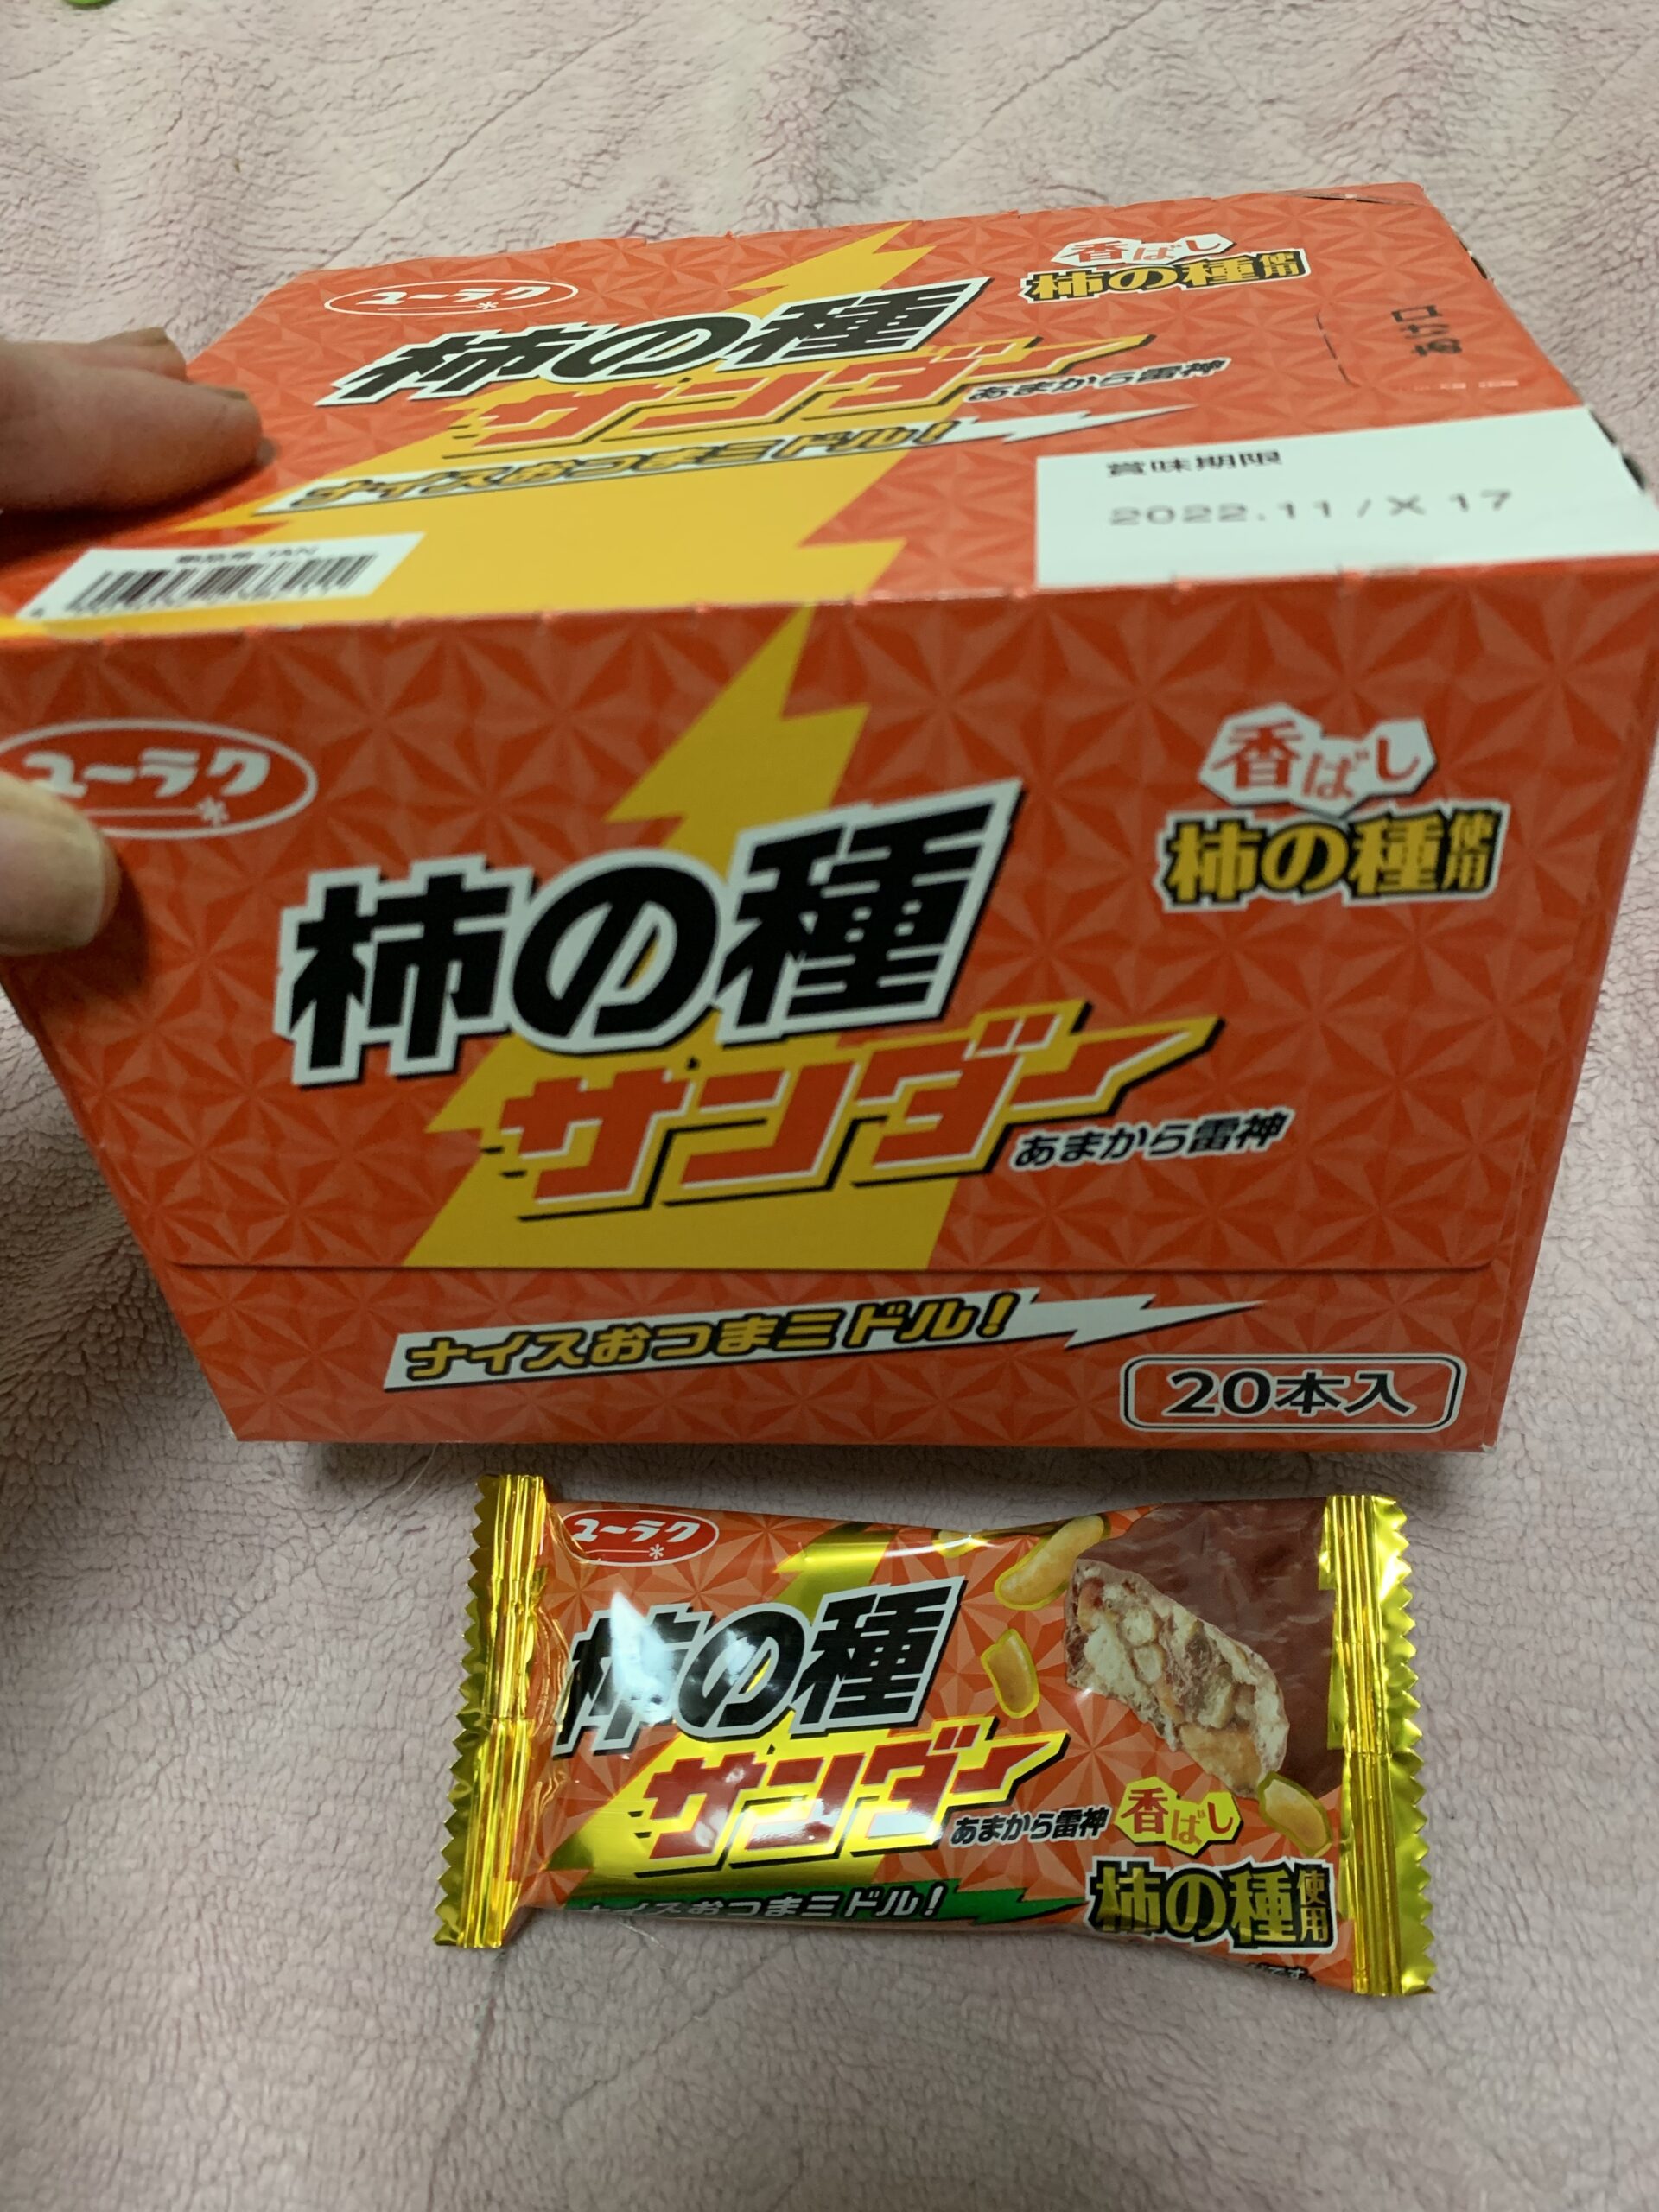 ユーラク
香ばし
柿の種使用
柿の種
サンダー
あまから雷神
ナイスおつまミドル!
あけ口
賞味期限
2022.11/X17
ユーラク
香ばし
柿の種使用
柿の種
サンダー
あまから雷神
ナイスおつまミドル!
20本入
ユーラク
柿の種
サンダー
あまから雷神
香ばし
柿の種使用
ナイスおつまミドル!